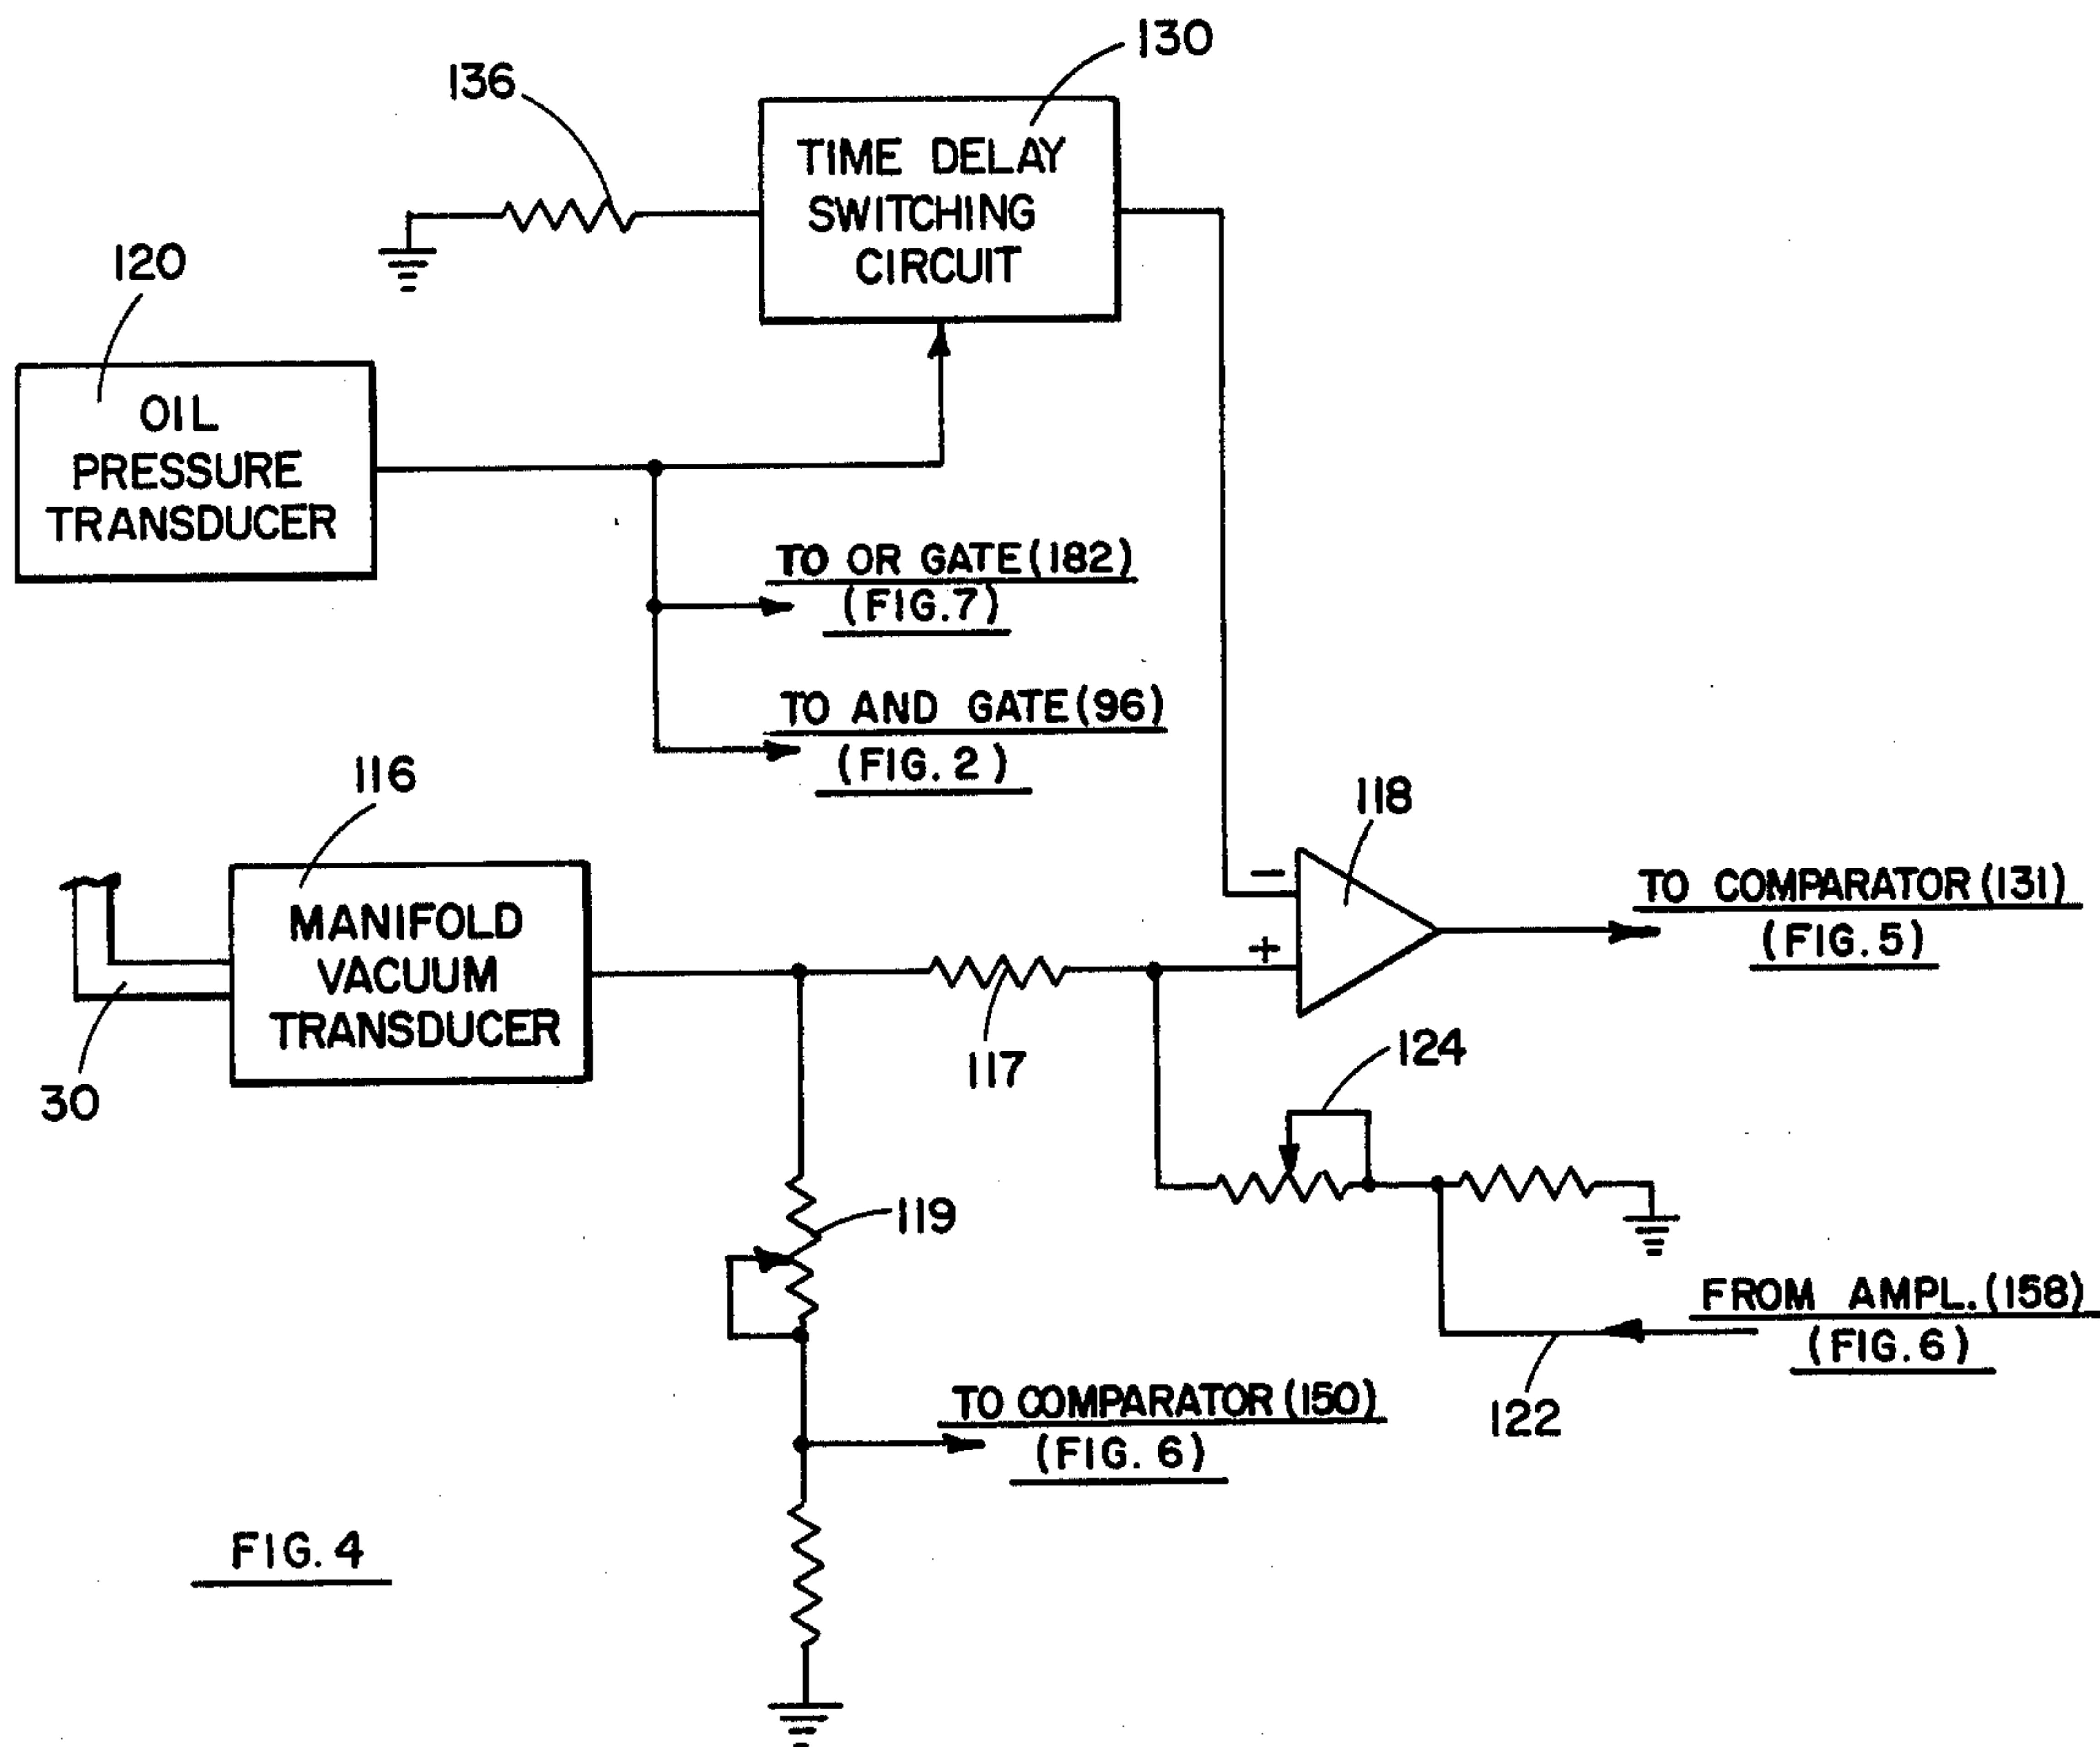 130
136
TIME DELAY
SWITCHING
CIRCUIT
120
OIL
PRESSURE
TRANSDUCER
TO OR GATE (182)
(FIG. 7)
TO AND GATE (96)
(FIG. 2)
116
118
MANIFOLD
VACUUM
TRANSDUCER
−
+
TO COMPARATOR (131)
(FIG. 5)
30
117
124
119
FROM AMPL. (158)
(FIG. 6)
122
TO COMPARATOR (150)
(FIG. 6)
FIG. 4